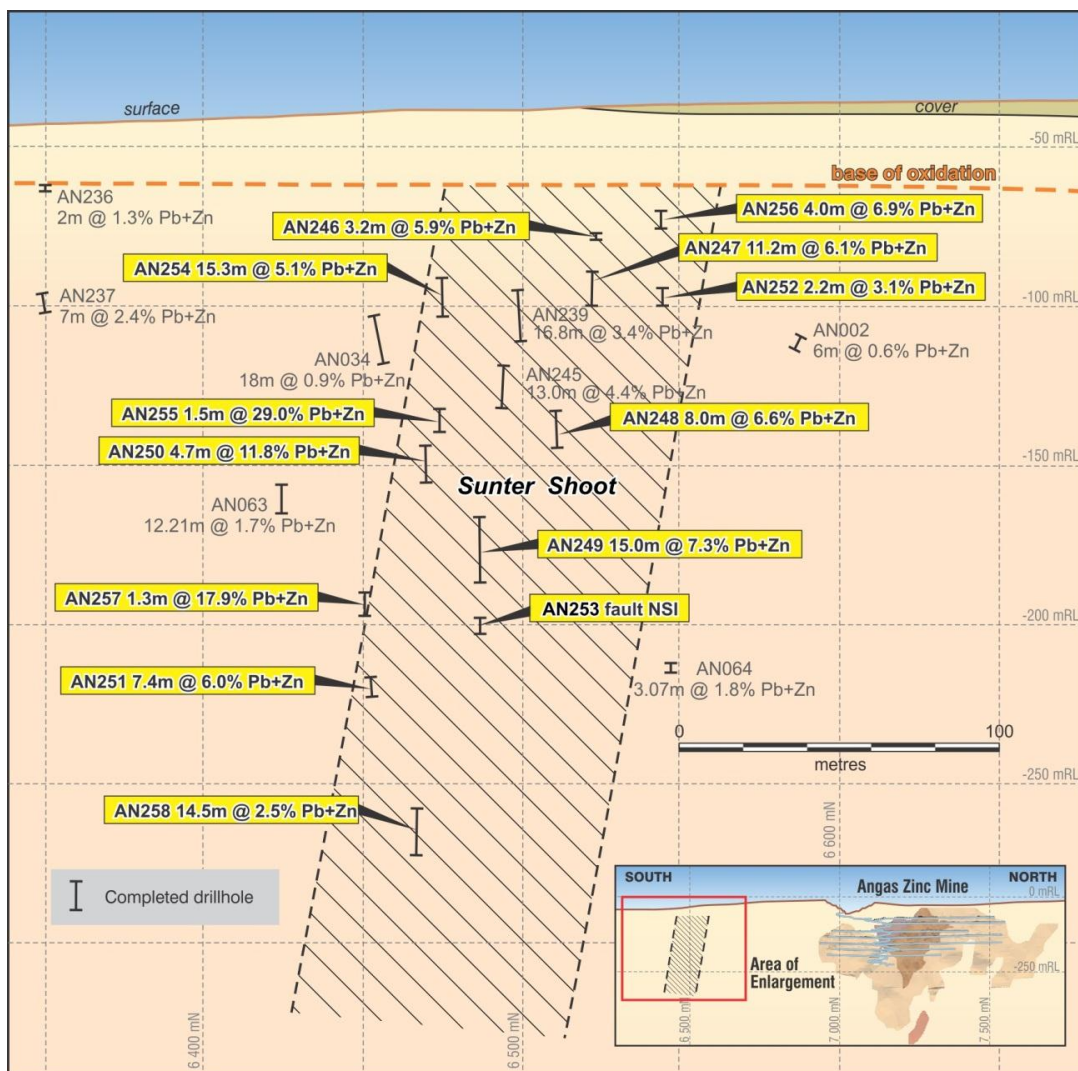 surface
cover
-50 mRL
base of oxidation
AN236
2m @ 1.3% Pb+Zn
AN256 4.0m @ 6.9% Pb+Zn
AN246 3.2m @ 5.9% Pb+Zn
AN247 11.2m @ 6.1% Pb+Zn
AN254 15.3m @ 5.1% Pb+Zn
AN252 2.2m @ 3.1% Pb+Zn
AN237
7m @ 2.4% Pb+Zn
-100 mRL
AN239
16.8m @ 3.4% Pb+Zn
AN002
6m @ 0.6% Pb+Zn
AN034
18m @ 0.9% Pb+Zn
AN245
13.0m @ 4.4% Pb+Zn
AN255 1.5m @ 29.0% Pb+Zn
AN248 8.0m @ 6.6% Pb+Zn
AN250 4.7m @ 11.8% Pb+Zn
-150 mRL
Sunter Shoot
AN063
12.21m @ 1.7% Pb+Zn
AN249 15.0m @ 7.3% Pb+Zn
AN257 1.3m @ 17.9% Pb+Zn
AN253 fault NSI
-200 mRL
AN064
3.07m @ 1.8% Pb+Zn
AN251 7.4m @ 6.0% Pb+Zn
0 100
metres
-250 mRL
AN258 14.5m @ 2.5% Pb+Zn
6 600 mN
Completed drillhole
SOUTH
Angas Zinc Mine
NORTH
0 mRL
Area of
Enlargement
-250 mRL
6 500 mN
7 000 mN
7 500 mN
6 400 mN
6 500 mN